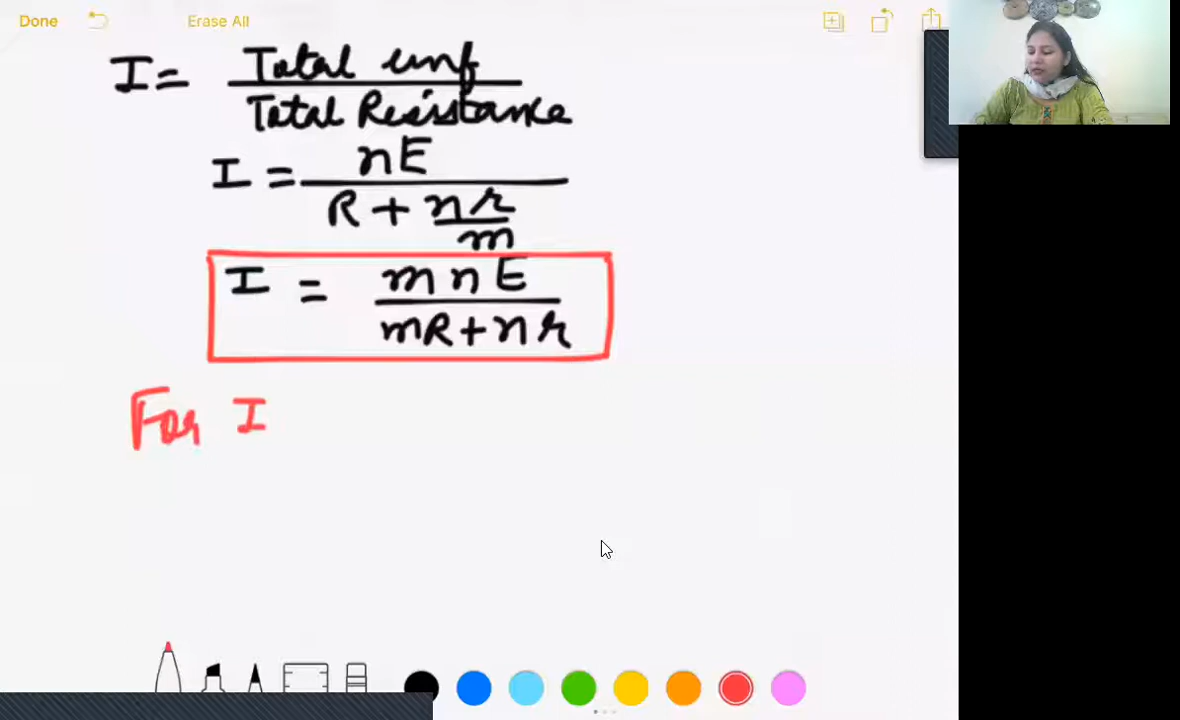 Done Erase All
I = Total emf / Total Resistance
I = nE / R + nr/m
I = mnE / mR + nr
For I